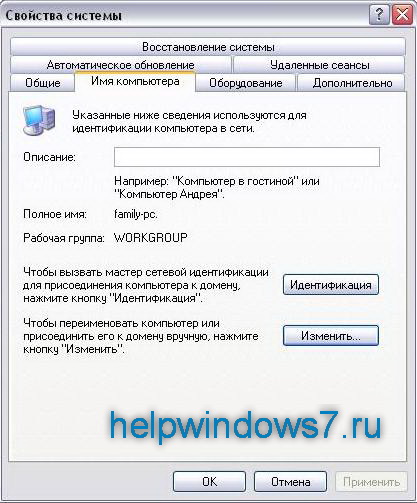 Свойства системы
Восстановление системы
Автоматическое обновление
Удаленные сеансы
Общие
Имя компьютера
Оборудование
Дополнительно
Указанные ниже сведения используются для
идентификации компьютера в сети.
Описание:
Например: "Компьютер в гостиной" или
"Компьютер Андрея".
Полное имя: family-pc.
Рабочая группа: WORKGROUP
Чтобы вызвать мастер сетевой идентификации
для присоединения компьютера к домену,
нажмите кнопку "Идентификация".
Идентификация
Чтобы переименовать компьютер или
присоединить его к домену вручную, нажмите
кнопку "Изменить".
Изменить...
helpwindows7.ru
OK
Отмена
Применить